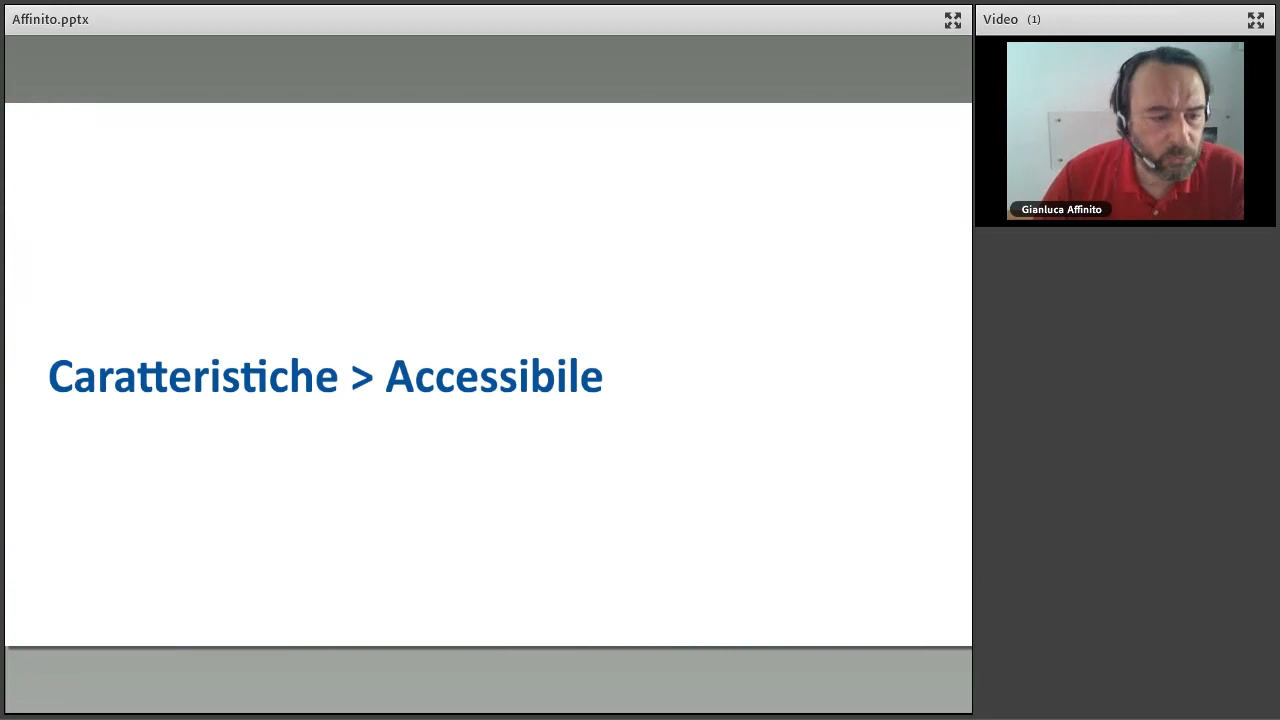 Affinito.pptx
Video (1)
Gianluca Affinito
Caratteristiche > Accessibile